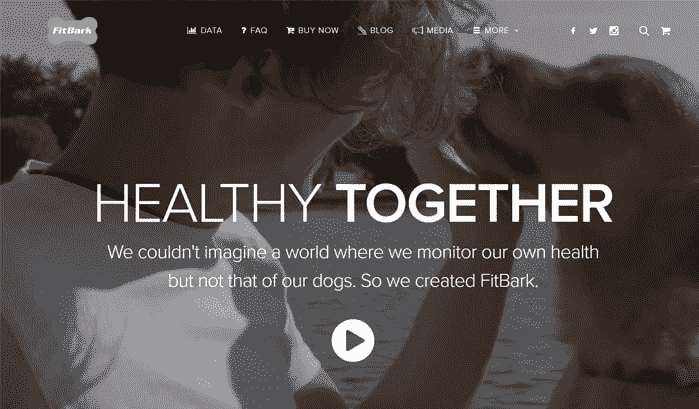 FitBark
DATA
FAQ
BUY NOW
BLOG
MEDIA
MORE
HEALTHY TOGETHER
We couldn't imagine a world where we monitor our own health
but not that of our dogs. So we created FitBark.